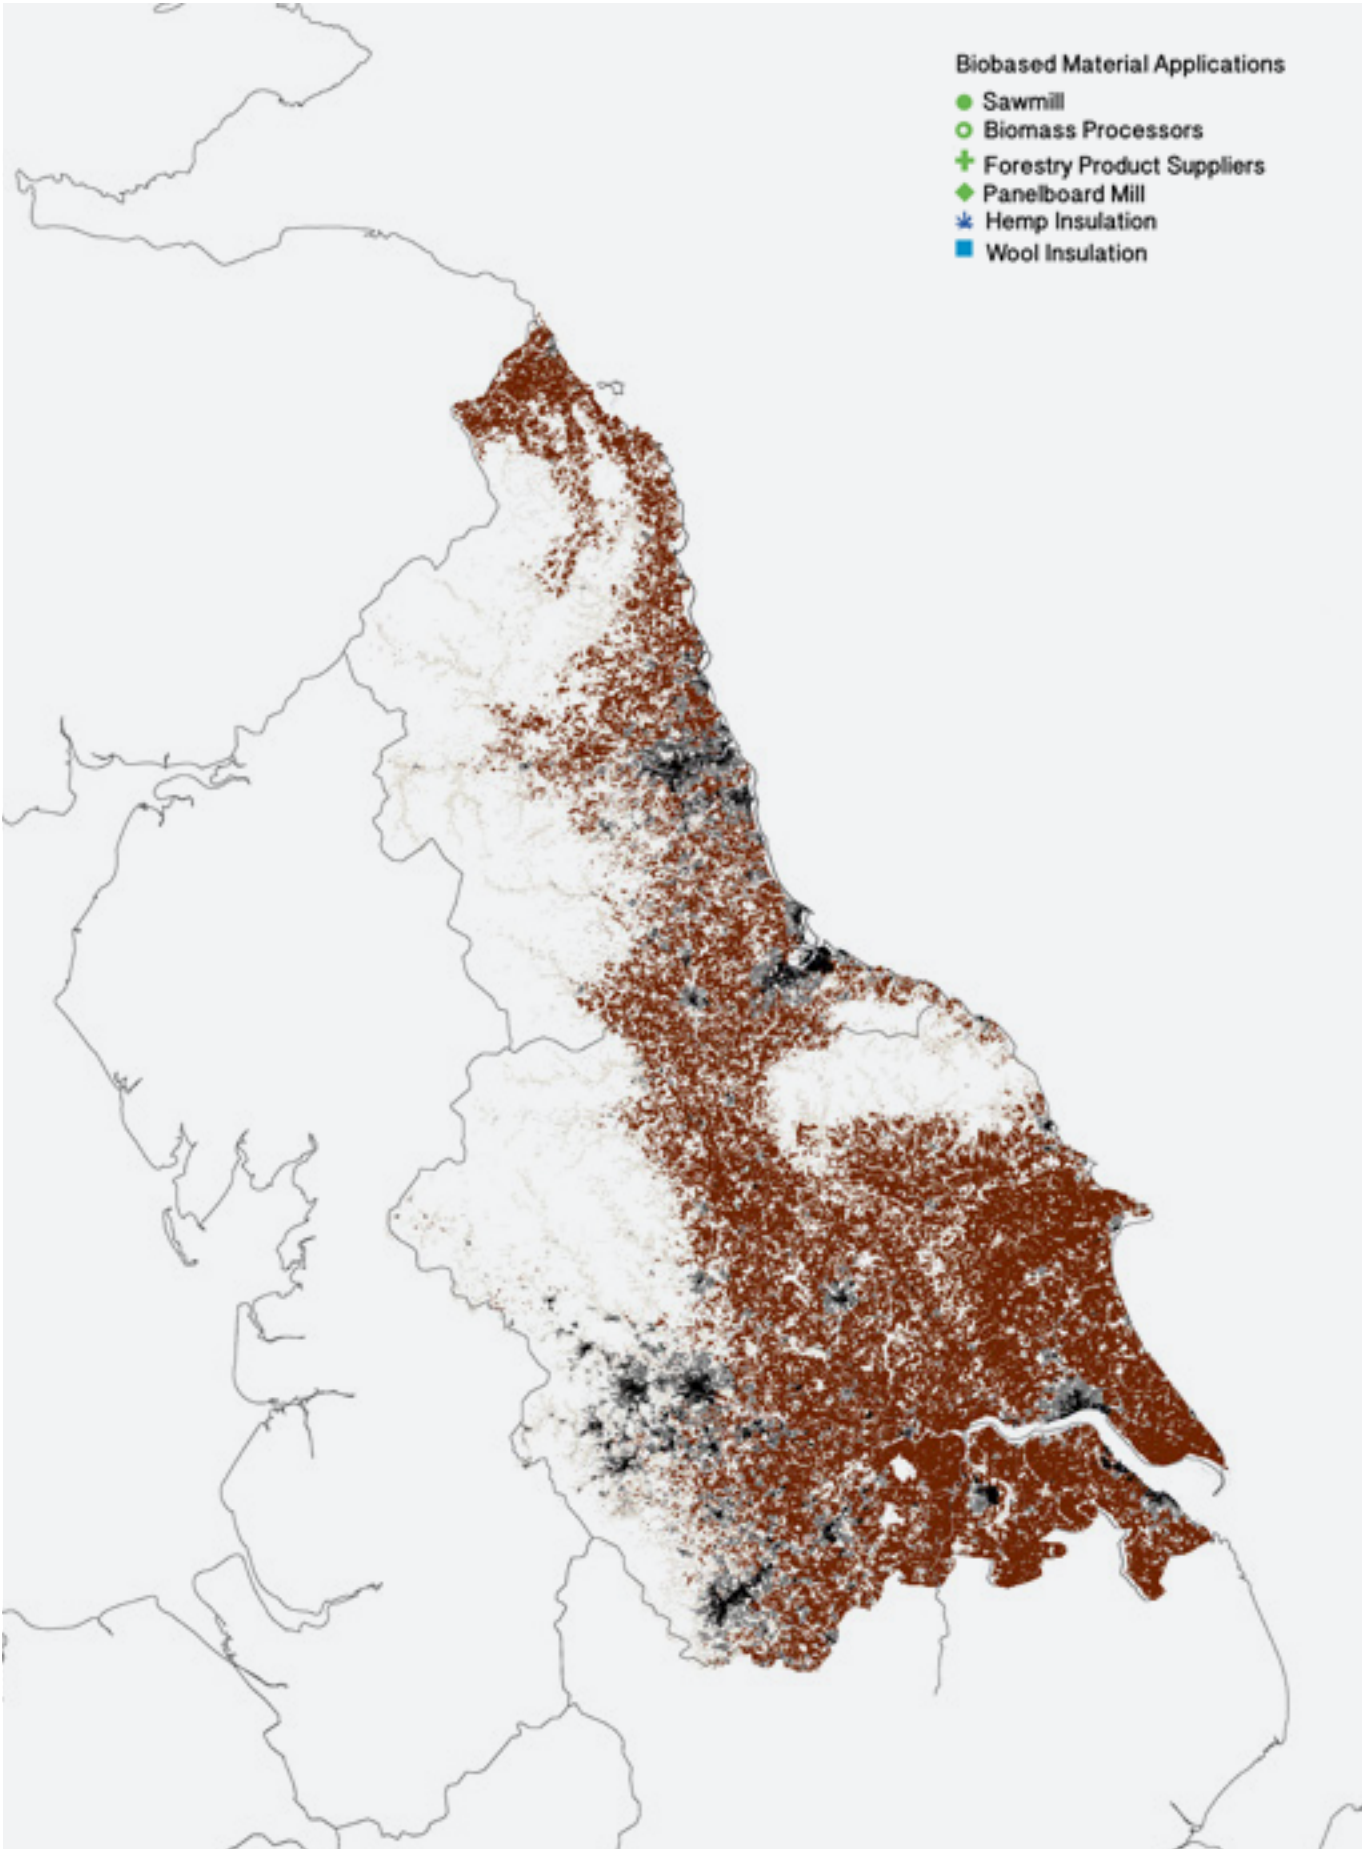 Biobased Material Applications
Sawmill
Biomass Processors
Forestry Product Suppliers
Panelboard Mill
Hemp Insulation
Wool Insulation